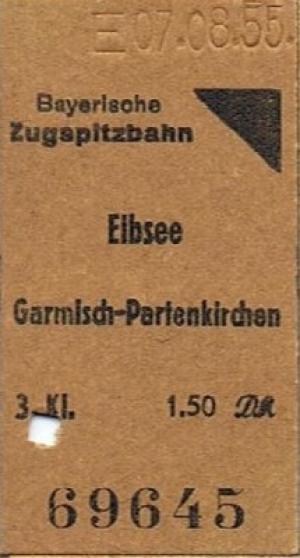 07.08.55
Bayerische
Zugspitzbahn
Eibsee
Garmisch-Partenkirchen
3. Kl. 1.50 DM
69645